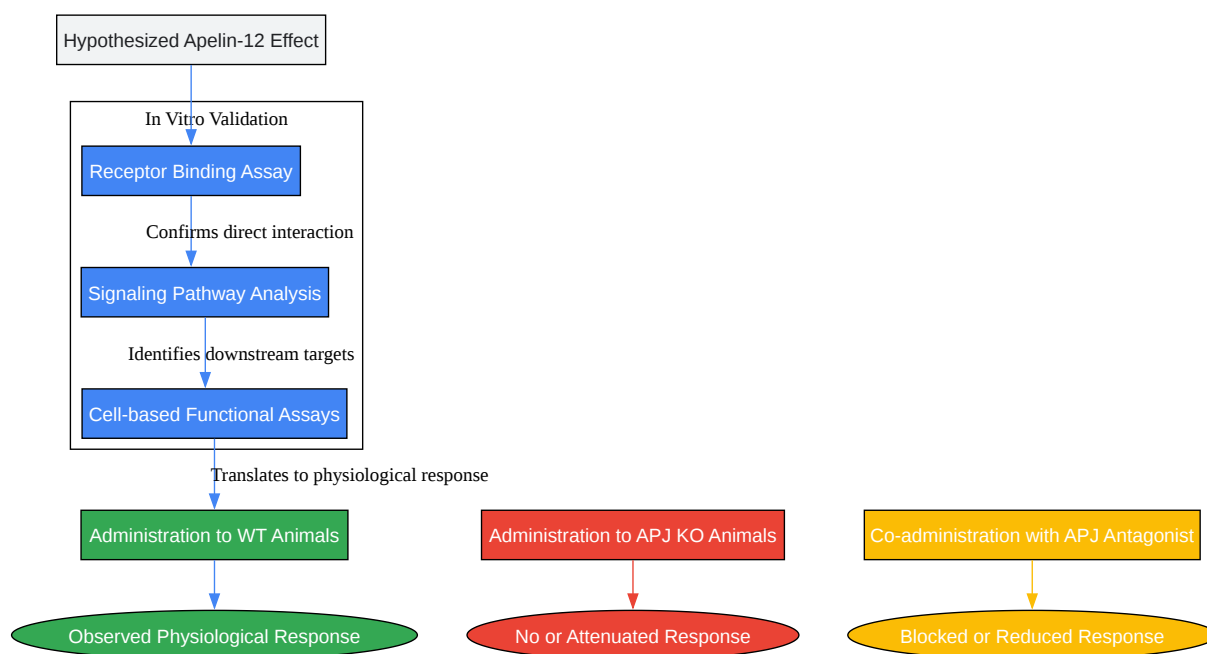 Hypothesized Apelin-12 Effect
In Vitro Validation
Receptor Binding Assay
Confirms direct interaction
Signaling Pathway Analysis
Identifies downstream targets
Cell-based Functional Assays
Translates to physiological response
Administration to WT Animals
Administration to APJ KO Animals
Co-administration with APJ Antagonist
Observed Physiological Response
No or Attenuated Response
Blocked or Reduced Response